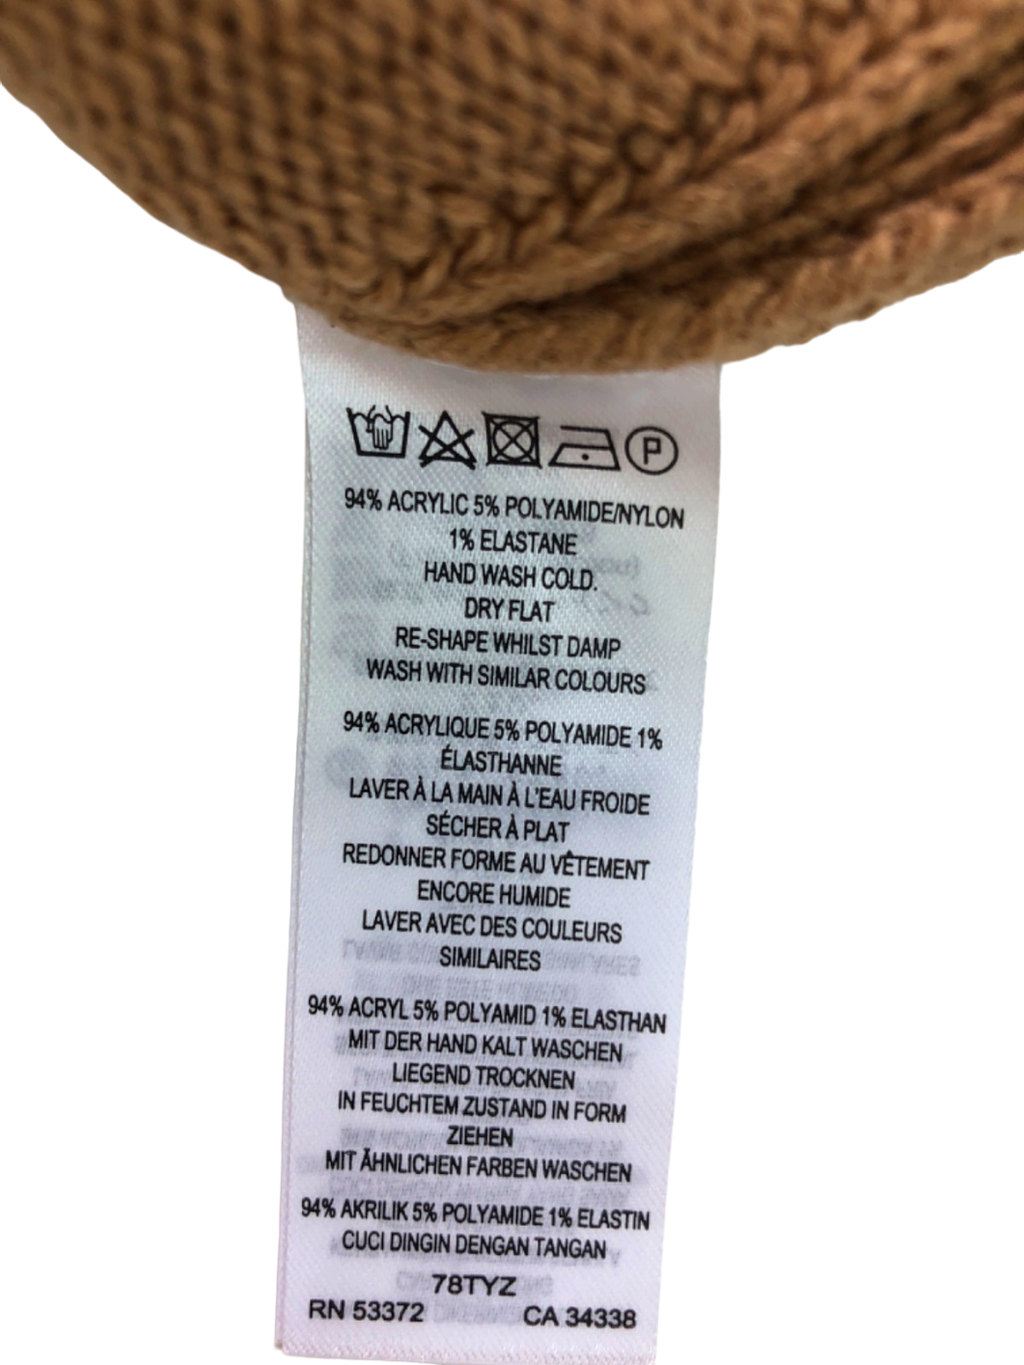 P
94% ACRYLIC 5% POLYAMIDE/NYLON
1% ELASTANE
HAND WASH COLD.
DRY FLAT
RE-SHAPE WHILST DAMP
WASH WITH SIMILAR COLOURS
94% ACRYLIQUE 5% POLYAMIDE 1%
ÉLASTHANNE
LAVER À LA MAIN À L'EAU FROIDE
SÉCHER À PLAT
REDONNER FORME AU VÊTEMENT
ENCORE HUMIDE
LAVER AVEC DES COULEURS
SIMILAIRES
94% ACRYL 5% POLYAMID 1% ELASTHAN
MIT DER HAND KALT WASCHEN
LIEGEND TROCKNEN
IN FEUCHTEM ZUSTAND IN FORM
ZIEHEN
MIT ÄHNLICHEN FARBEN WASCHEN
94% AKRILIK 5% POLYAMIDE 1% ELASTIN
CUCI DINGIN DENGAN TANGAN
78TYZ
RN 53372 CA 34338